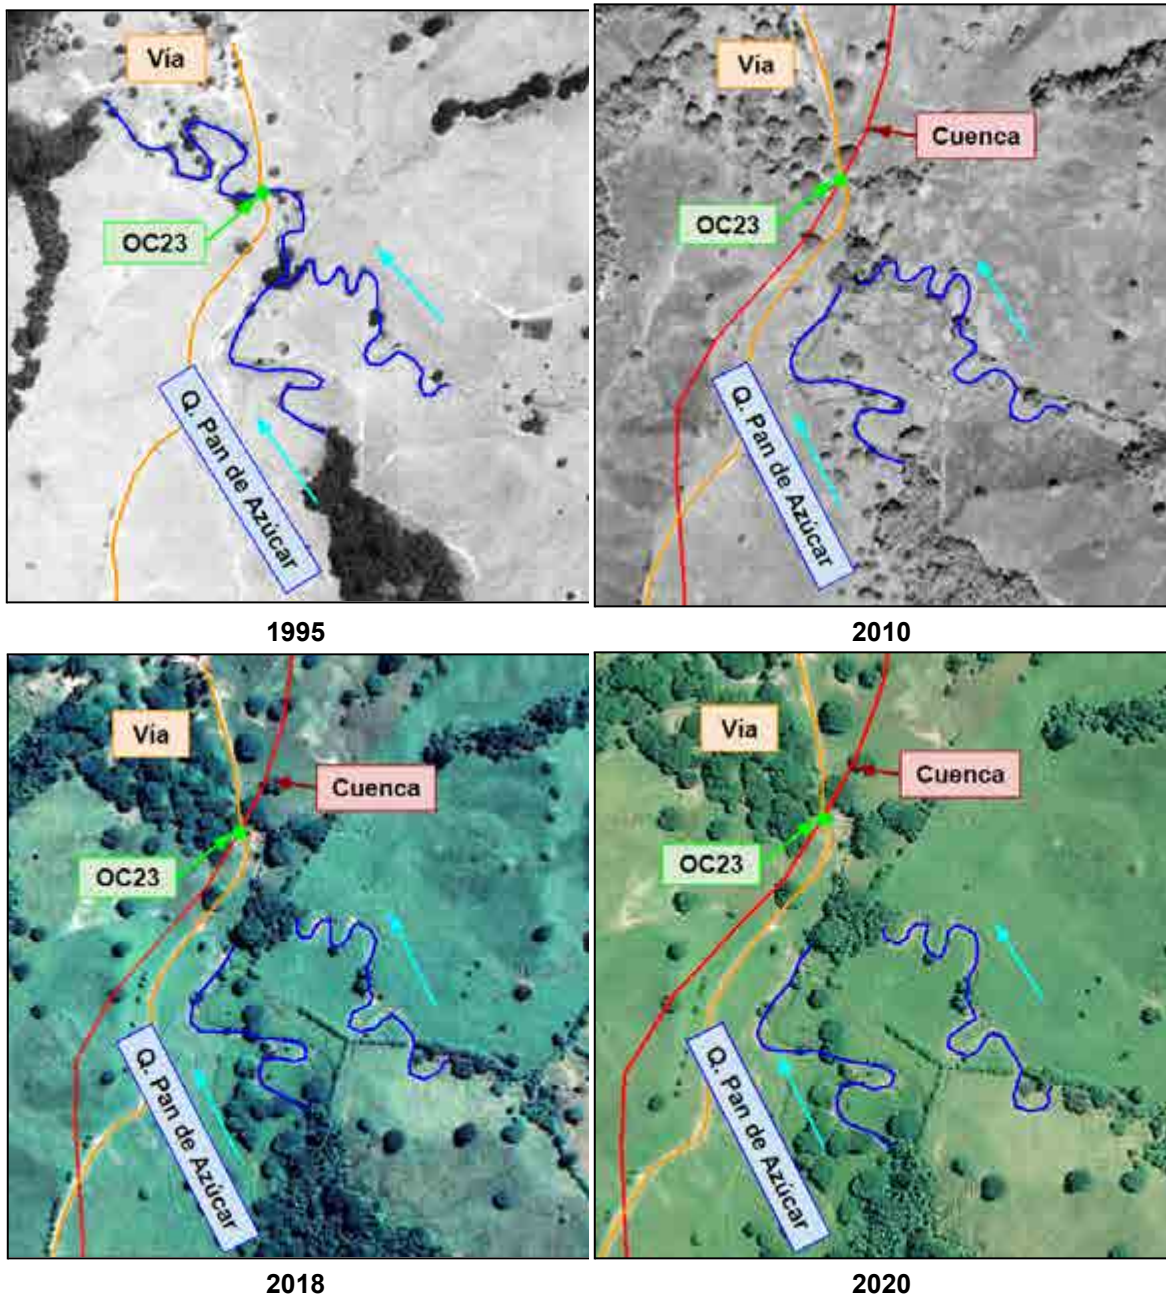 Vía
OC23
Q. Pan de Azúcar
1995
Vía
Cuenca
OC23
Q. Pan de Azúcar
2010
Vía
Cuenca
OC23
Q. Pan de Azúcar
2018
Vía
Cuenca
OC23
Q. Pan de Azúcar
2020